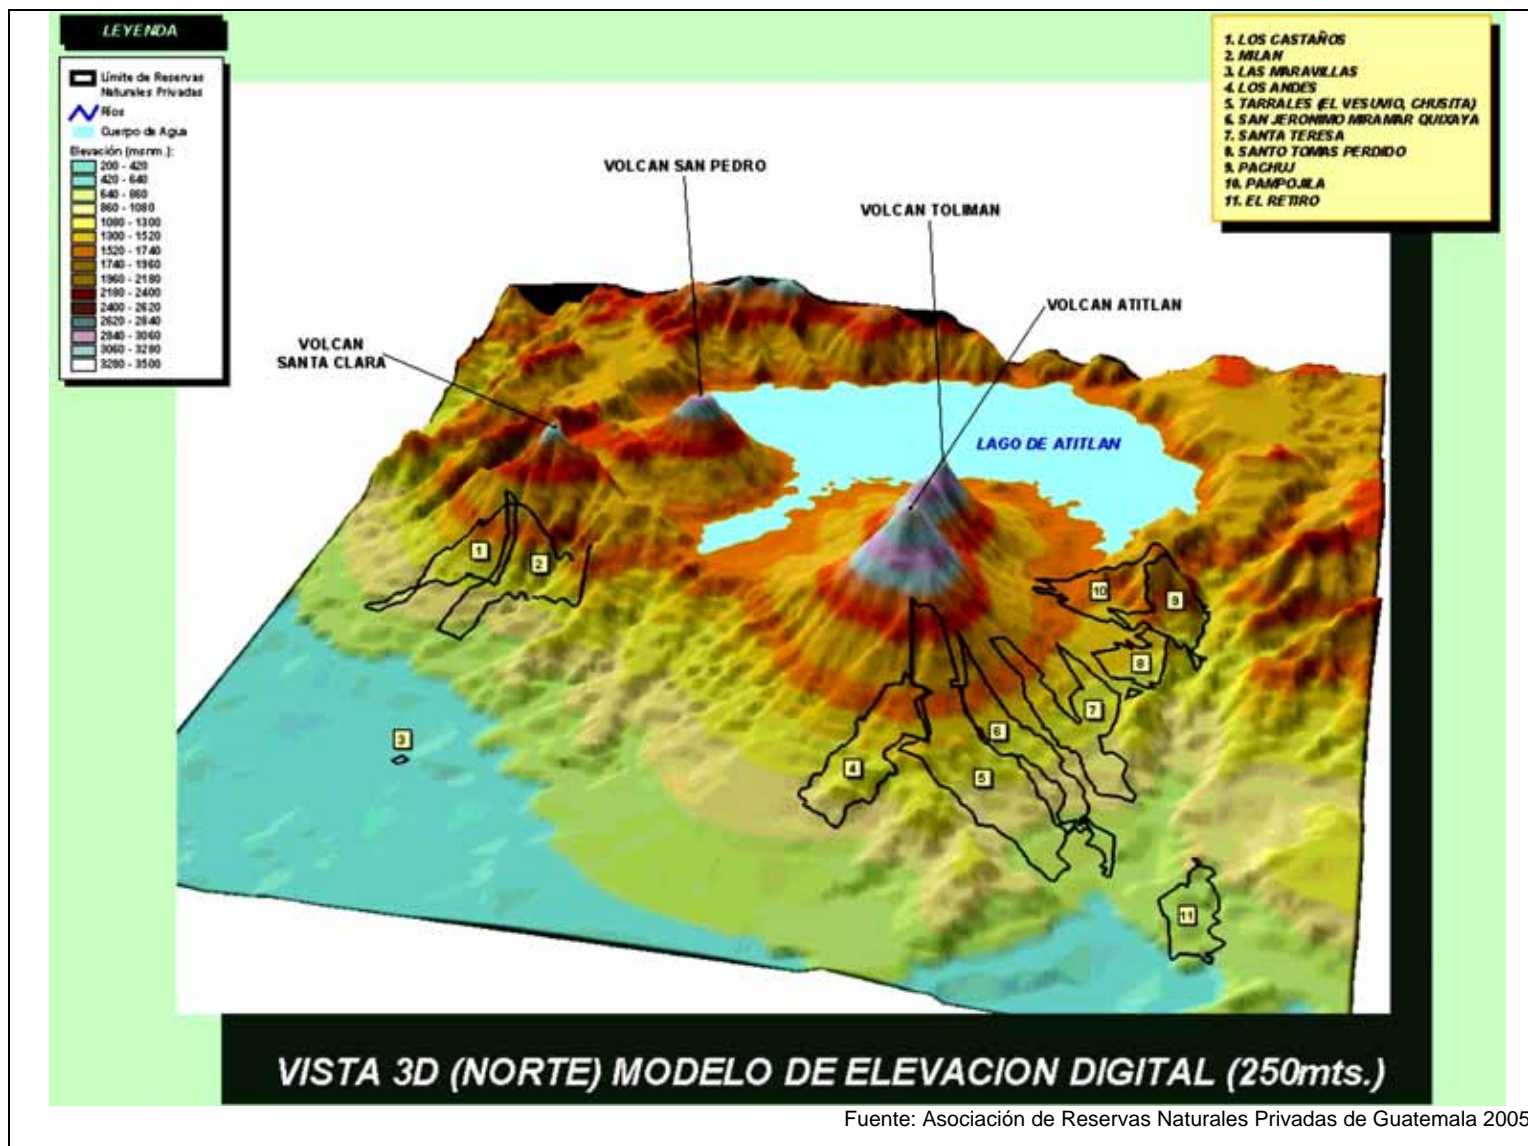 LEYENDA
Límite de Reservas
Naturales Privadas
Ríos
Cuerpo de Agua
Elevación (msnm.):
200 - 420
420 - 640
640 - 860
860 - 1080
1080 - 1300
1300 - 1520
1520 - 1740
1740 - 1960
1960 - 2180
2180 - 2400
2400 - 2620
2620 - 2840
2840 - 3060
3060 - 3280
3280 - 3500
1. LOS CASTAÑOS
2. MILAN
3. LAS MARAVILLAS
4. LOS ANDES
5. TARRALES (EL VESUVIO, CHUSITA)
6. SAN JERONIMO MIRAMAR QUIXAYA
7. SANTA TERESA
8. SANTO TOMAS PERDIDO
9. PACHUJ
10. PAMPOJILA
11. EL RETIRO
VOLCAN SAN PEDRO
VOLCAN TOLIMAN
VOLCAN ATITLAN
VOLCAN
SANTA CLARA
LAGO DE ATITLAN
1
2
10
9
8
7
6
3
4
5
11
VISTA 3D (NORTE) MODELO DE ELEVACION DIGITAL (250mts.)
Fuente: Asociación de Reservas Naturales Privadas de Guatemala 2005